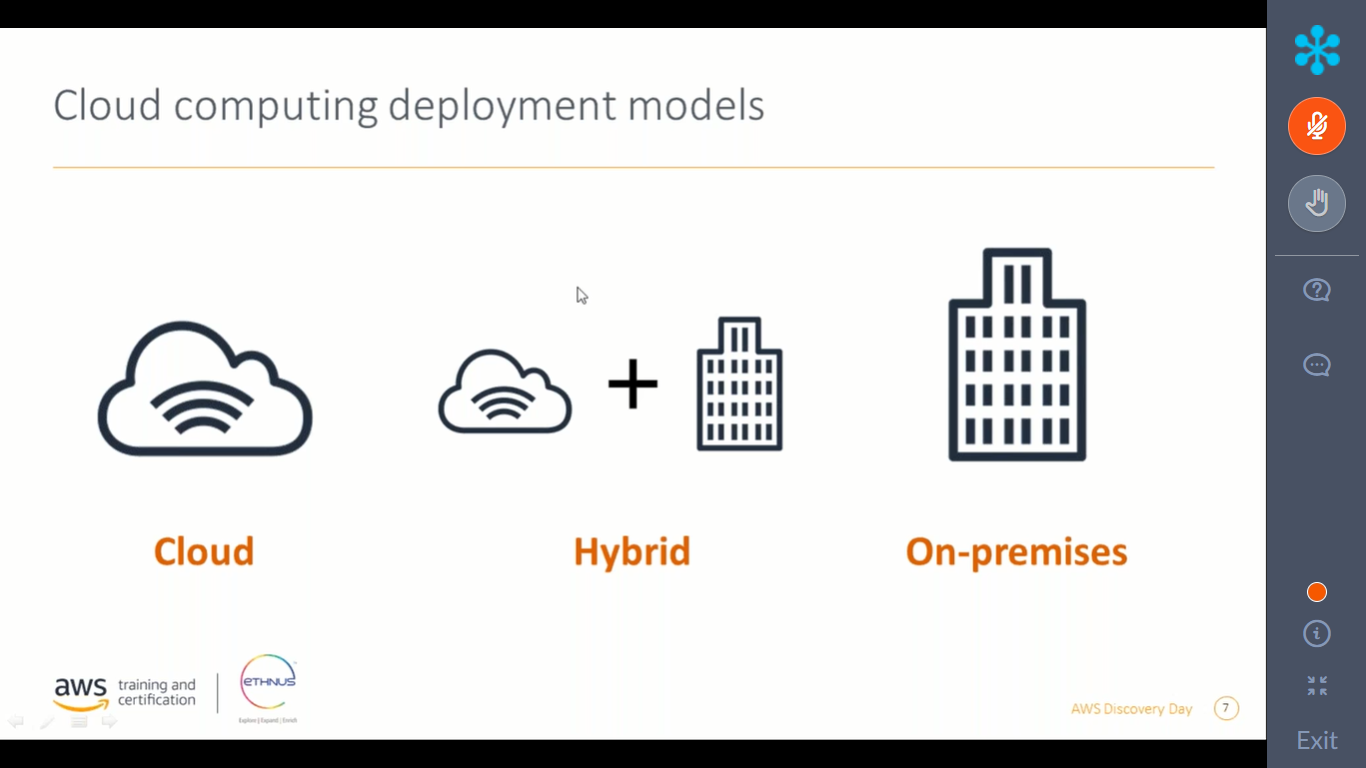 Cloud computing deployment models
Cloud
Hybrid
On-premises
aws training and certification
ETHNUS
Explore | Expand | Enrich
AWS Discovery Day
7
Exit